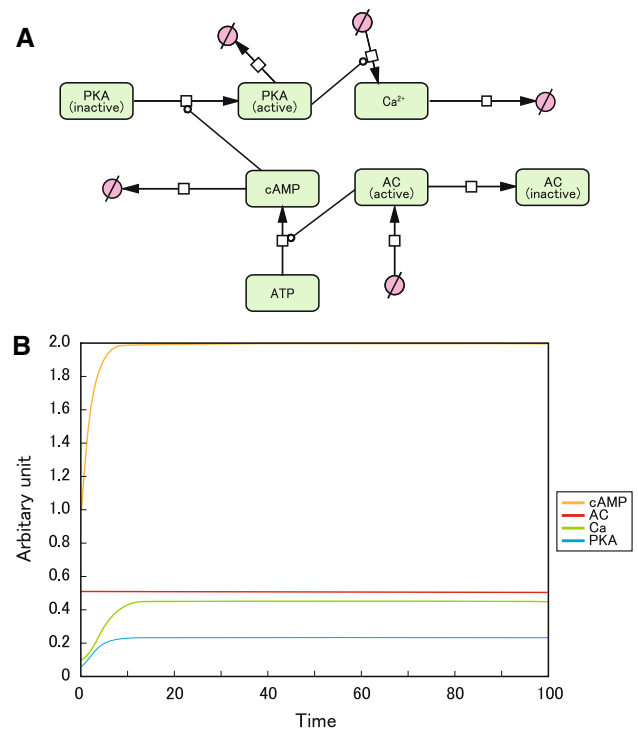 A
PKA
(inactive)
PKA
(active)
Ca²⁺
cAMP
AC
(active)
AC
(inactive)
ATP
B
Arbitary unit
2.0
1.8
1.6
1.4
1.2
1.0
0.8
0.6
0.4
0.2
0
0
20
40
60
80
100
Time
cAMP
AC
Ca
PKA